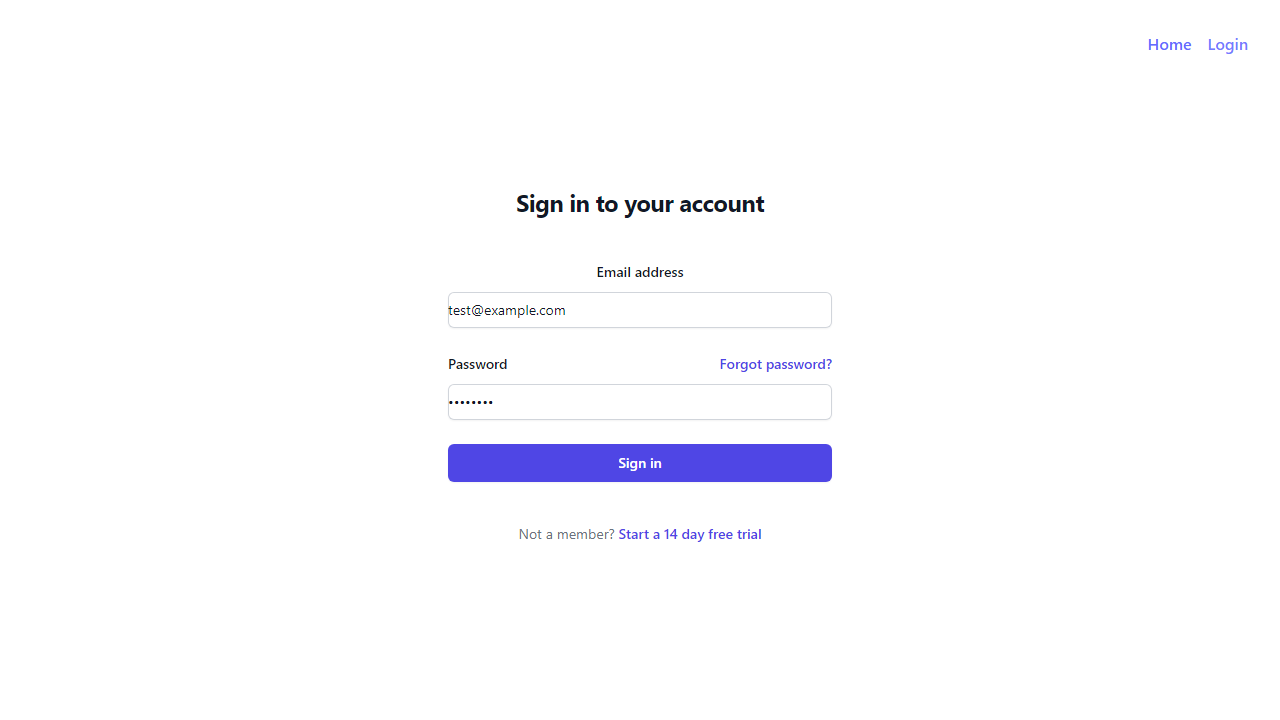 Home Login
Sign in to your account
Email address
test@example.com
Password Forgot password?
••••••••
Sign in
Not a member? Start a 14 day free trial